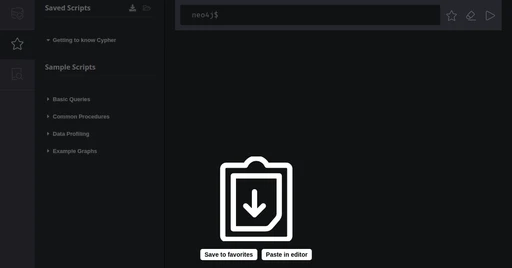 Saved Scripts
neo4j$
Getting to know Cypher
Sample Scripts
Basic Queries
Common Procedures
Data Profiling
Example Graphs
Save to favorites
Paste in editor